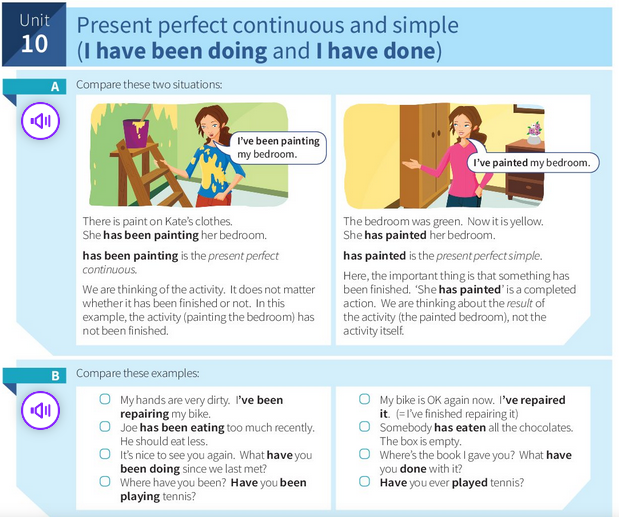 Unit
10
Present perfect continuous and simple
(I have been doing and I have done)
A
Compare these two situations:
I've been painting
my bedroom.
There is paint on Kate's clothes.
She has been painting her bedroom.
has been painting is the present perfect
continuous.
We are thinking of the activity. It does not matter
whether it has been finished or not. In this
example, the activity (painting the bedroom) has
not been finished.
I've painted my bedroom.
The bedroom was green. Now it is yellow.
She has painted her bedroom.
has painted is the present perfect simple.
Here, the important thing is that something has
been finished. 'She has painted' is a completed
action. We are thinking about the result of
the activity (the painted bedroom), not the
activity itself.
B
Compare these examples:
My hands are very dirty. I've been
repairing my bike.
Joe has been eating too much recently.
He should eat less.
It's nice to see you again. What have you
been doing since we last met?
Where have you been? Have you been
playing tennis?
My bike is OK again now. I've repaired
it. (= I've finished repairing it)
Somebody has eaten all the chocolates.
The box is empty.
Where's the book I gave you? What have
you done with it?
Have you ever played tennis?